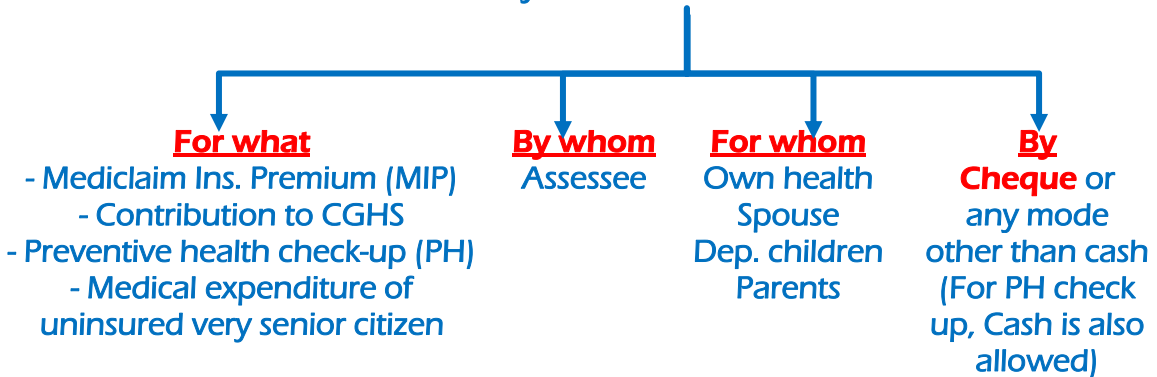 For what
- Mediclaim Ins. Premium (MIP)
- Contribution to CGHS
- Preventive health check-up (PH)
- Medical expenditure of
uninsured very senior citizen
By whom
Assessee
For whom
Own health
Spouse
Dep. children
Parents
By
Cheque or
any mode
other than cash
(For PH check
up, Cash is also
allowed)